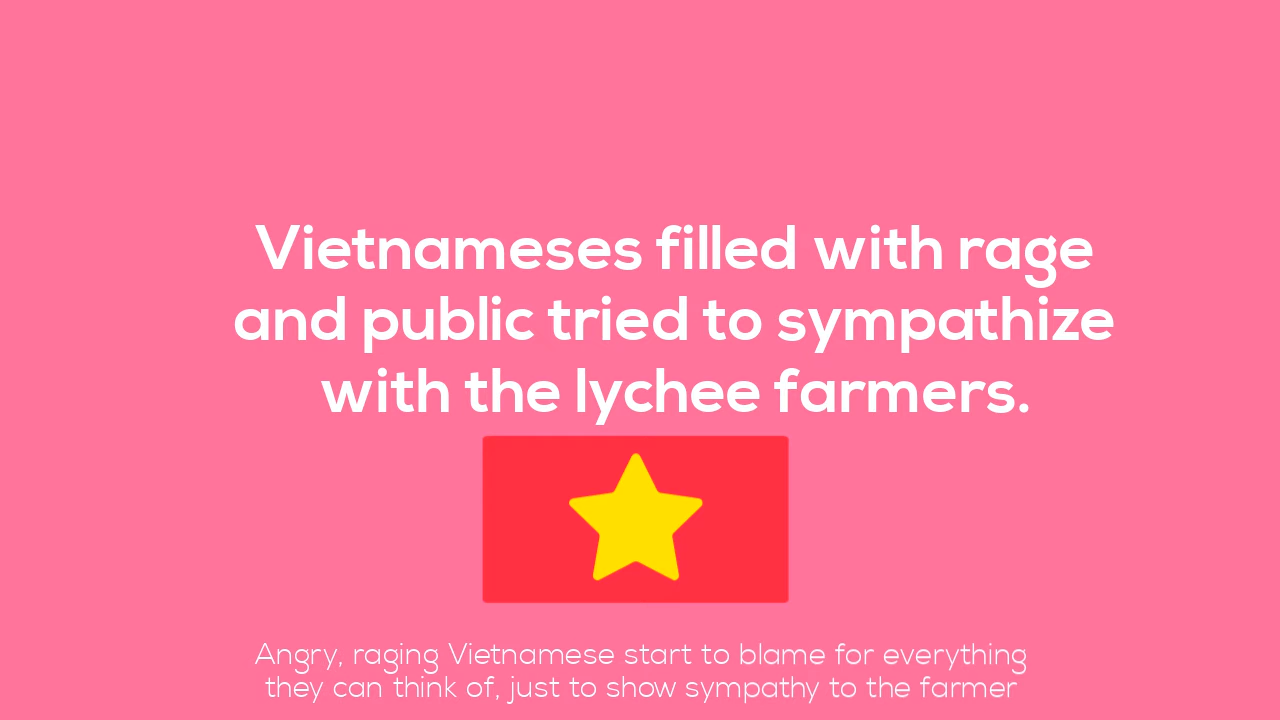 Vietnameses filled with rage
and public tried to sympathize
with the lychee farmers.
Angry, raging Vietnamese start to blame for everything
they can think of, just to show sympathy to the farmer